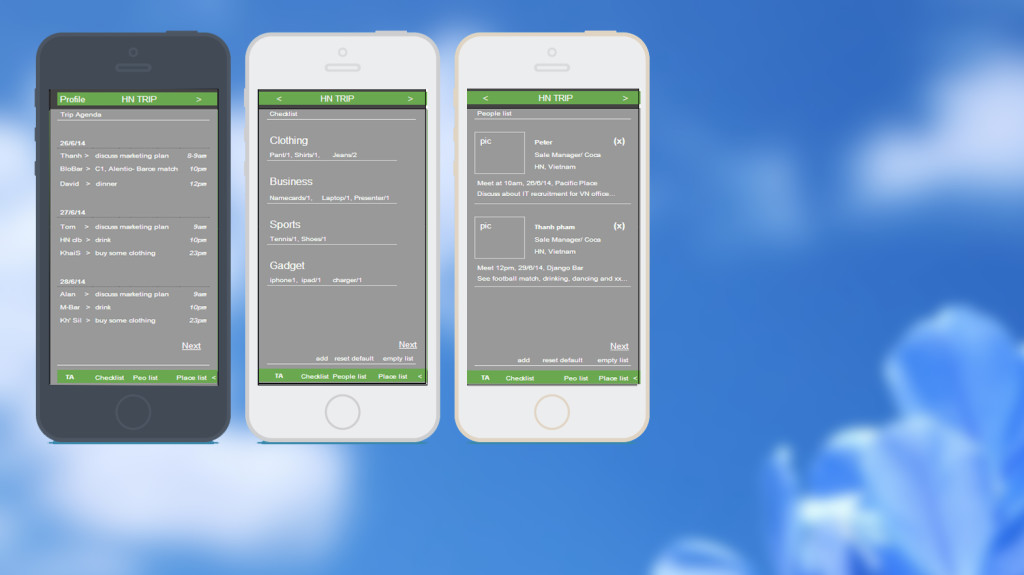 Profile HN TRIP >
Trip Agenda
26/6/14
Thanh > discuss marketing plan 8-9am
BloBar > C1, Alentio- Barce match 10pm
David > dinner 12pm
27/6/14
Tom > discuss marketing plan 9am
HN clb > drink 10pm
KhalS > buy some clothing 23pm
28/6/14
Alan > discuss marketing plan 9am
M-Bar > drink 10pm
Kh' Sil > buy some clothing 23pm
Next
TA Checklist Peo list Place list <
< HN TRIP >
Checklist
Clothing
Pant/1, Shirts/1, Jeans/2
Business
Namecards/1, Laptop/1, Presenter/1
Sports
Tennis/1, Shoes/1
Gadget
iphone1, ipad/1 charger/1
Next
add reset default empty list
TA Checklist People list Place list <
< HN TRIP >
People list
pic Peter (x)
Sale Manager/ Coca
HN, Vietnam
Meet at 10am, 26/6/14, Pacific Place
Discuss about IT recruitment for VN office...
pic Thanh pham (x)
Sale Manager/ Coca
HN, Vietnam
Meet 12pm, 29/6/14, Django Bar
See football match, drinking, dancing and xx...
Next
add reset default empty list
TA Checklist Peo list Place list <